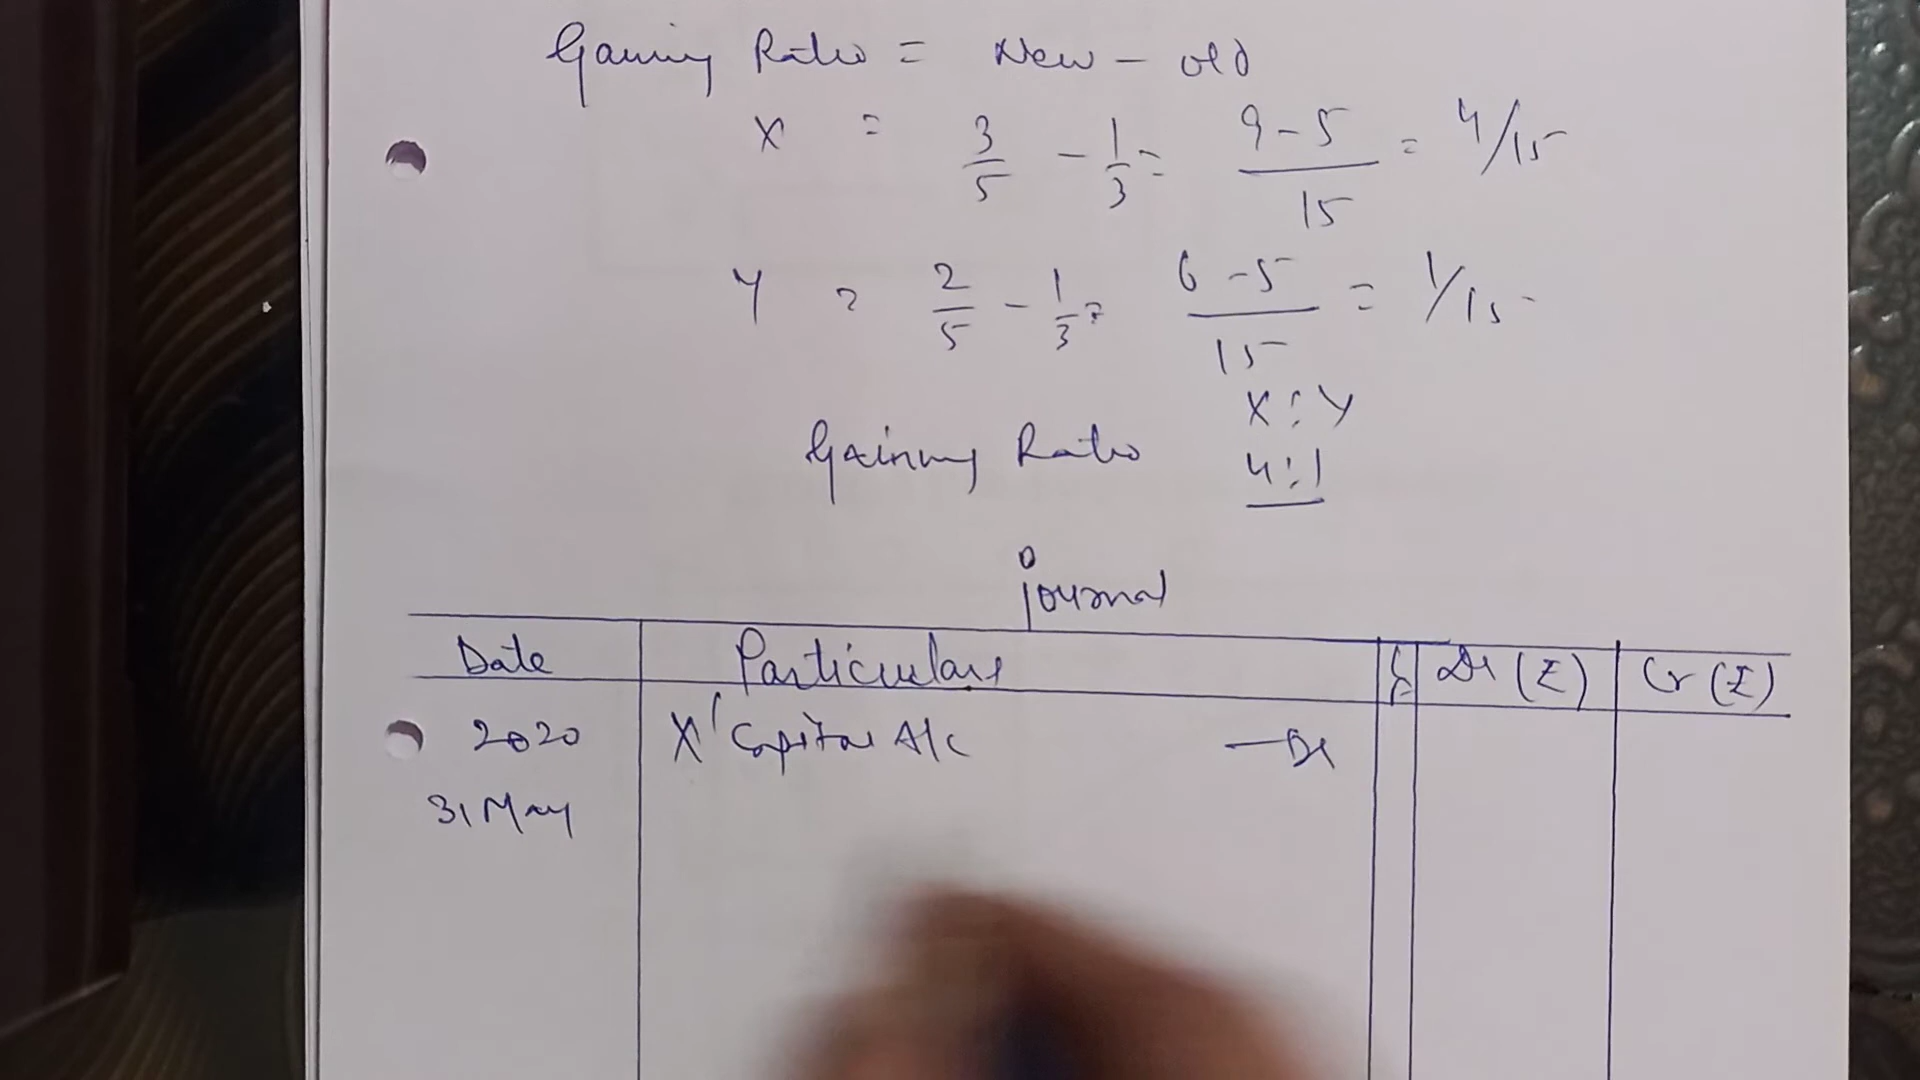 Gaining Ratio = New - old
X = 3/5 - 1/3 = 9-5/15 = 4/15
Y = 2/5 - 1/3 = 6-5/15 = 1/15
X : Y
Gaining Ratio 4:1
journal
Date Particulars Dr (₹) Cr (₹)
2020 X' Capital A/c — Dr
31 May